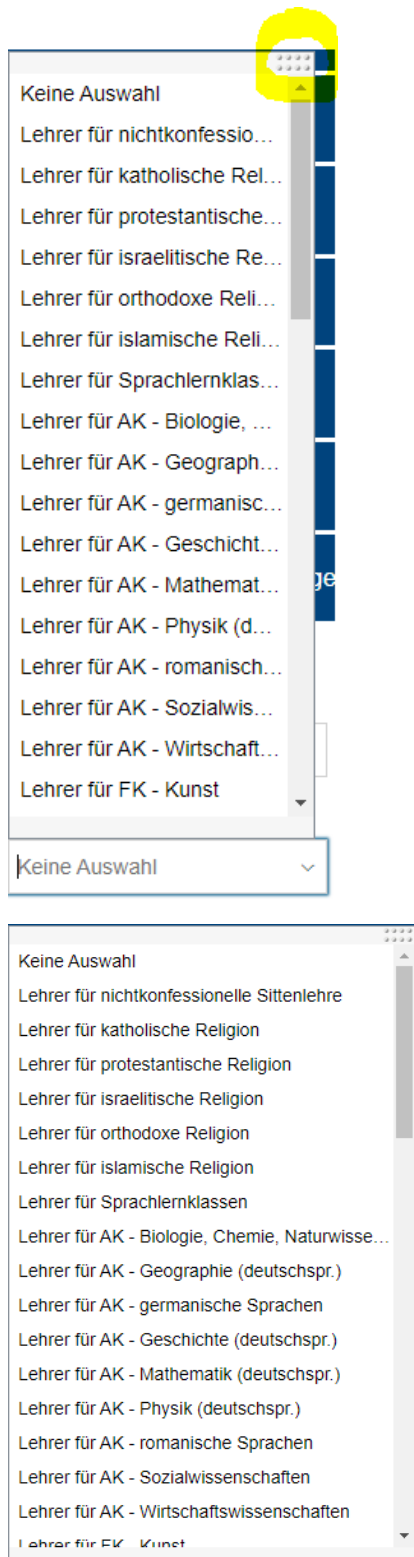 Keine Auswahl
Lehrer für nichtkonfessio...
Lehrer für katholische Rel...
Lehrer für protestantische...
Lehrer für israelitische Re...
Lehrer für orthodoxe Reli...
Lehrer für islamische Reli...
Lehrer für Sprachlernklas...
Lehrer für AK - Biologie, ...
Lehrer für AK - Geograph...
Lehrer für AK - germanisc...
Lehrer für AK - Geschicht...
Lehrer für AK - Mathemat...
ge
Lehrer für AK - Physik (d...
Lehrer für AK - romanisch...
Lehrer für AK - Sozialwis...
Lehrer für AK - Wirtschaft...
Lehrer für FK - Kunst
Keine Auswahl
Keine Auswahl
Lehrer für nichtkonfessionelle Sittenlehre
Lehrer für katholische Religion
Lehrer für protestantische Religion
Lehrer für israelitische Religion
Lehrer für orthodoxe Religion
Lehrer für islamische Religion
Lehrer für Sprachlernklassen
Lehrer für AK - Biologie, Chemie, Naturwisse...
Lehrer für AK - Geographie (deutschspr.)
Lehrer für AK - germanische Sprachen
Lehrer für AK - Geschichte (deutschspr.)
Lehrer für AK - Mathematik (deutschspr.)
Lehrer für AK - Physik (deutschspr.)
Lehrer für AK - romanische Sprachen
Lehrer für AK - Sozialwissenschaften
Lehrer für AK - Wirtschaftswissenschaften
Lehrer für FK - Kunst